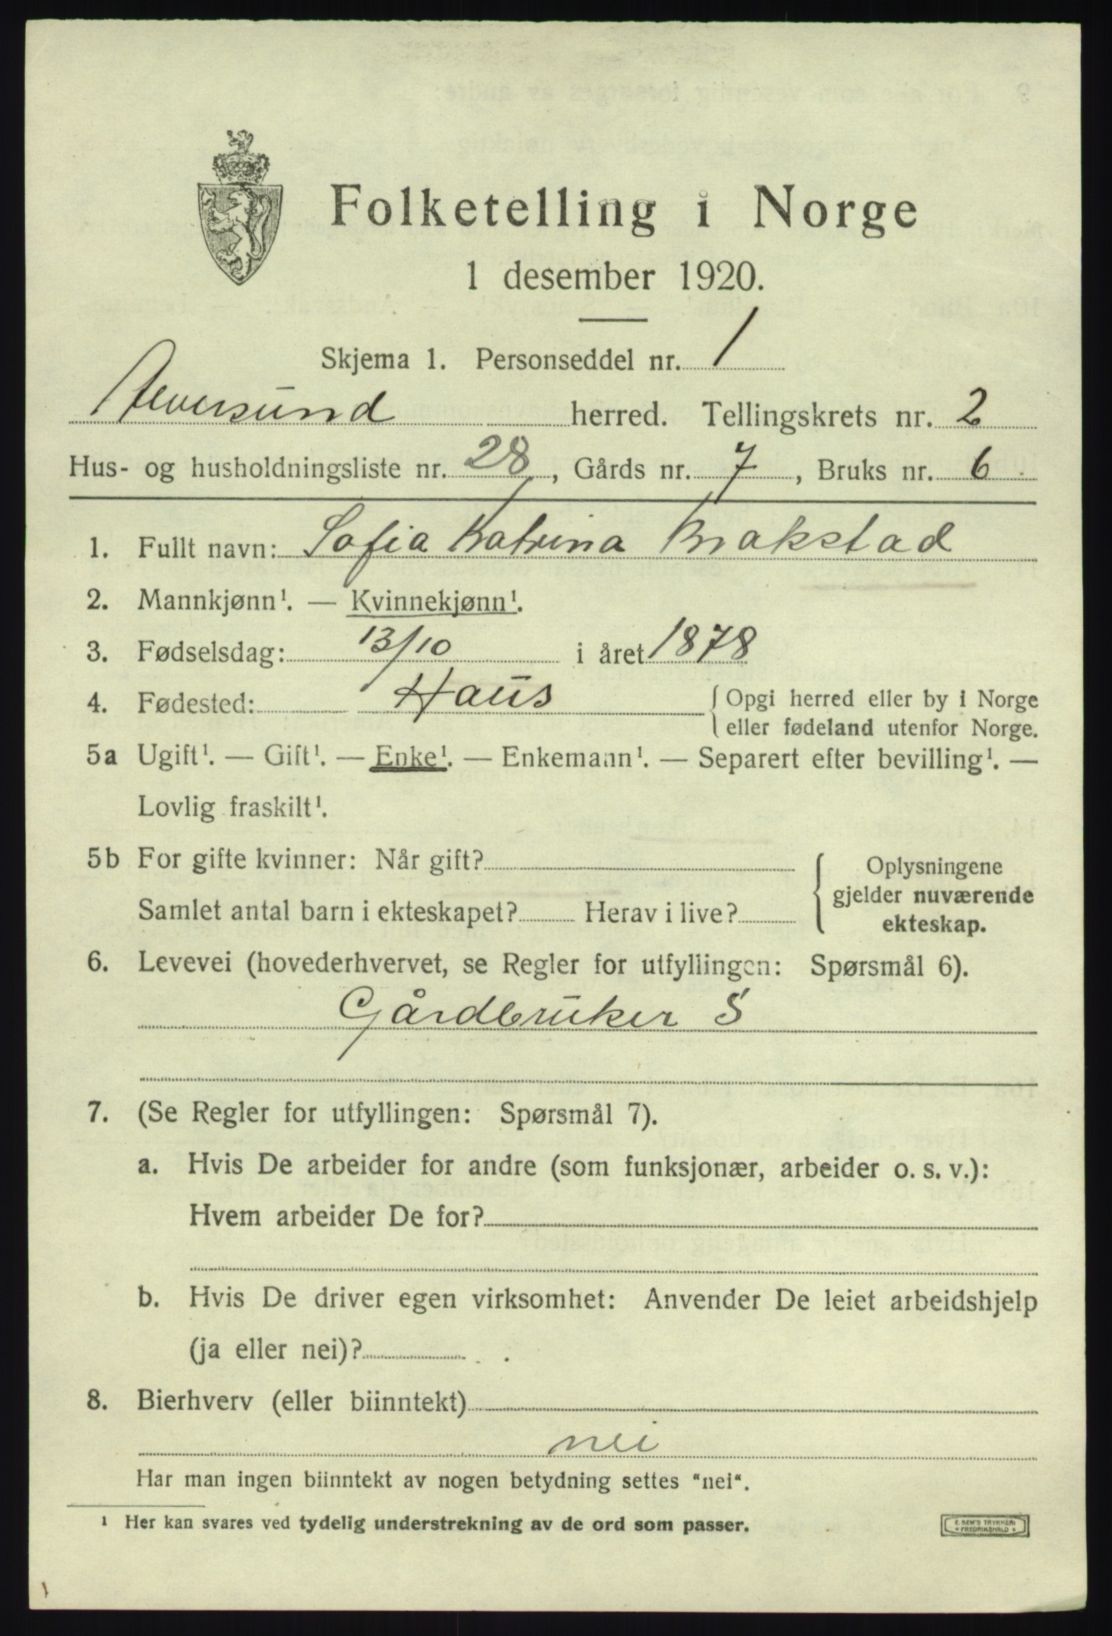 Folketelling i Norge
1 desember 1920.
Skjema 1. Personseddel nr. 1
Alversund herred. Tellingskrets nr. 2
Hus- og husholdningsliste nr. 28, Gårds nr. 7, Bruks nr. 6.
1. Fullt navn: Sofia Katrina Brakstad
2. Mannkjønn¹. — Kvinnekjønn¹.
3. Fødselsdag: 13/10 i året 1878
4. Fødested: Haus { Opgi herred eller by i Norge
eller fødeland utenfor Norge.
5a Ugift¹. — Gift¹. — Enke¹. — Enkemann¹. — Separert efter bevilling¹. —
Lovlig fraskilt¹.
5b For gifte kvinner: Når gift?
Samlet antal barn i ekteskapet? Herav i live?
{ Oplysningene
gjelder nuværende
ekteskap.
6. Levevei (hovederhvervet, se Regler for utfyllingen: Spørsmål 6).
Gårdbruker S
7. (Se Regler for utfyllingen: Spørsmål 7).
a. Hvis De arbeider for andre (som funksjonær, arbeider o. s. v.):
Hvem arbeider De for?
b. Hvis De driver egen virksomhet: Anvender De leiet arbeidshjelp
(ja eller nei)?
8. Bierhverv (eller biinntekt)
nei
Har man ingen biinntekt av nogen betydning settes "nei".
¹ Her kan svares ved tydelig understrekning av de ord som passer.
E. SEM'S TRYKKERI
FREDRIKSHALD